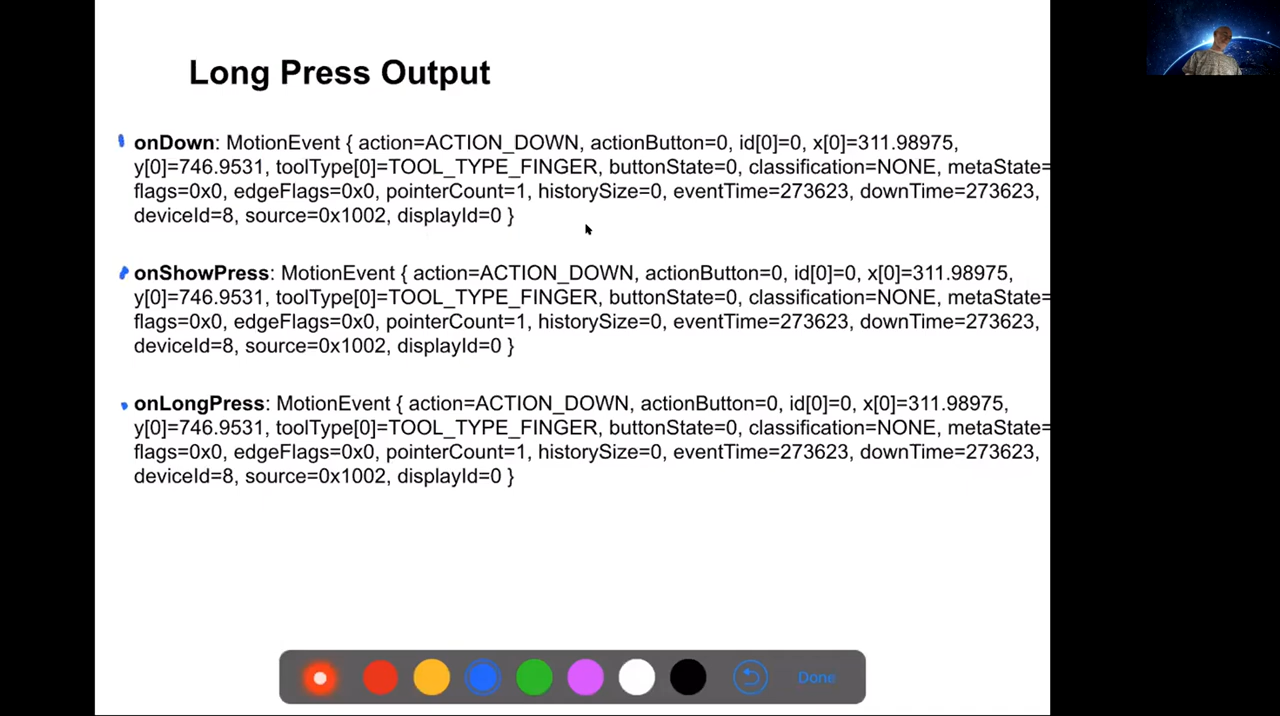 Long Press Output
onDown: MotionEvent { action=ACTION_DOWN, actionButton=0, id[0]=0, x[0]=311.98975,
y[0]=746.9531, toolType[0]=TOOL_TYPE_FINGER, buttonState=0, classification=NONE, metaState=
flags=0x0, edgeFlags=0x0, pointerCount=1, historySize=0, eventTime=273623, downTime=273623,
deviceId=8, source=0x1002, displayId=0 }
onShowPress: MotionEvent { action=ACTION_DOWN, actionButton=0, id[0]=0, x[0]=311.98975,
y[0]=746.9531, toolType[0]=TOOL_TYPE_FINGER, buttonState=0, classification=NONE, metaState=
flags=0x0, edgeFlags=0x0, pointerCount=1, historySize=0, eventTime=273623, downTime=273623,
deviceId=8, source=0x1002, displayId=0 }
onLongPress: MotionEvent { action=ACTION_DOWN, actionButton=0, id[0]=0, x[0]=311.98975,
y[0]=746.9531, toolType[0]=TOOL_TYPE_FINGER, buttonState=0, classification=NONE, metaState=
flags=0x0, edgeFlags=0x0, pointerCount=1, historySize=0, eventTime=273623, downTime=273623,
deviceId=8, source=0x1002, displayId=0 }
Done